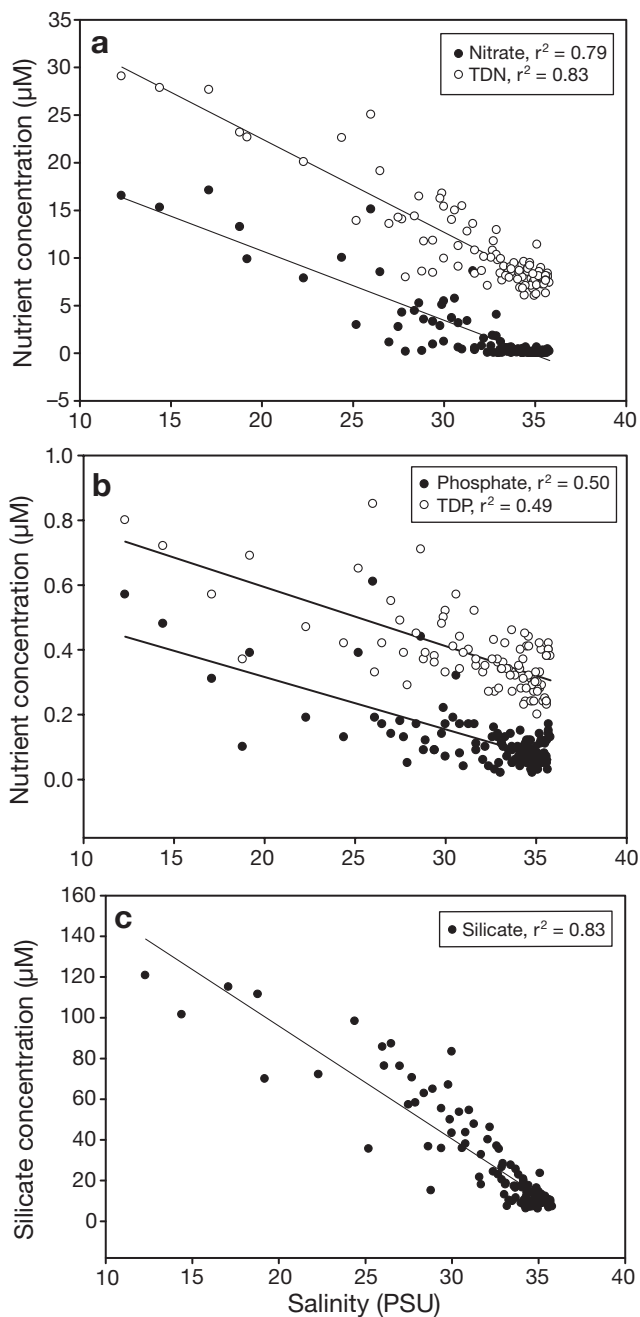 a
● Nitrate, r² = 0.79
○ TDN, r² = 0.83
Nutrient concentration (µM)
35
30
25
20
15
10
5
0
–5
10 15 20 25 30 35 40
b
● Phosphate, r² = 0.50
○ TDP, r² = 0.49
Nutrient concentration (µM)
1.0
0.8
0.6
0.4
0.2
0.0
10 15 20 25 30 35 40
c
● Silicate, r² = 0.83
Silicate concentration (µM)
160
140
120
100
80
60
40
20
0
10 15 20 25 30 35 40
Salinity (PSU)